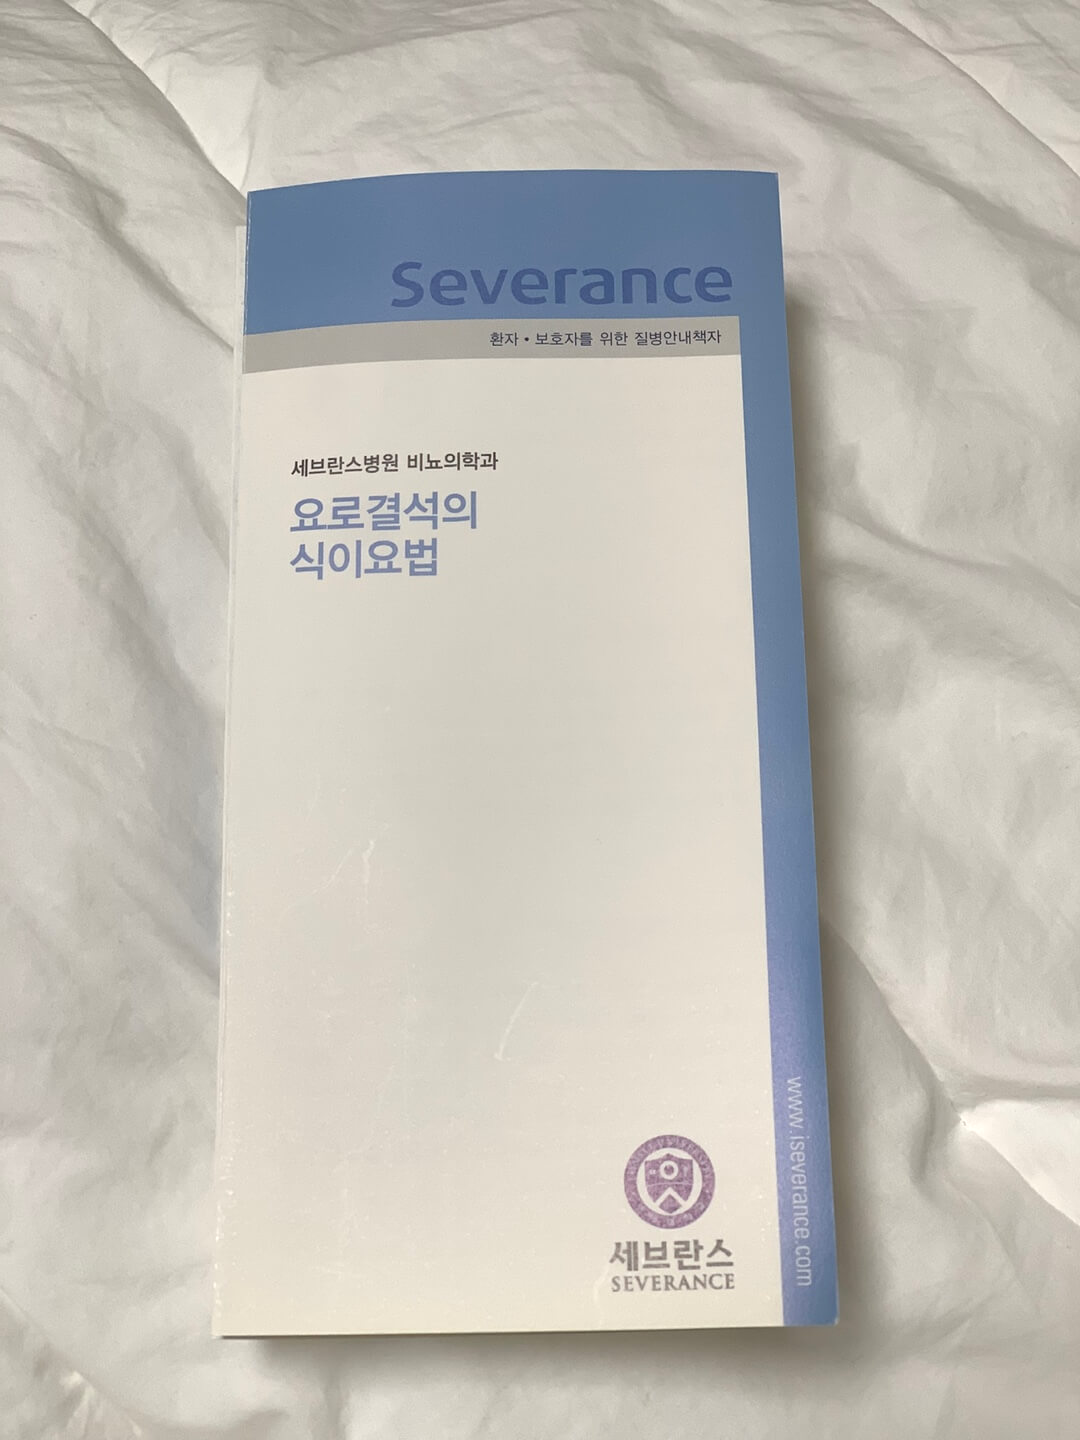 Severance
환자 • 보호자를 위한 질병안내책자
세브란스병원 비뇨의학과
요로결석의
식이요법
www.iseverance.com
세브란스
SEVERANCE